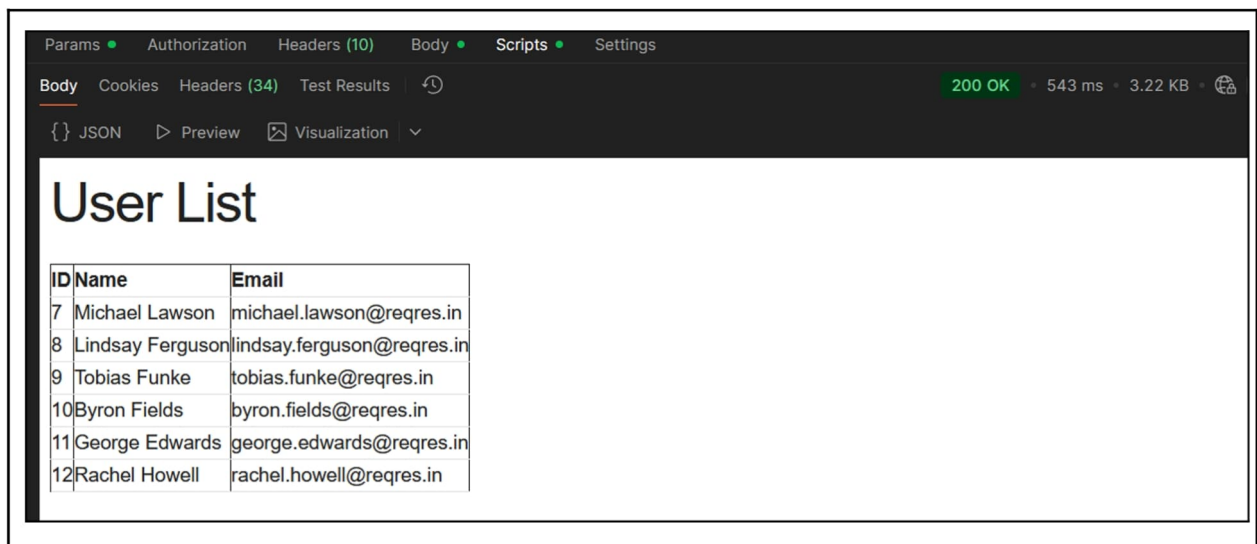 Params Authorization Headers (10) Body Scripts Settings
Body Cookies Headers (34) Test Results 200 OK 543 ms 3.22 KB
{} JSON Preview Visualization
User List
ID Name Email
7 Michael Lawson michael.lawson@reqres.in
8 Lindsay Ferguson lindsay.ferguson@reqres.in
9 Tobias Funke tobias.funke@reqres.in
10 Byron Fields byron.fields@reqres.in
11 George Edwards george.edwards@reqres.in
12 Rachel Howell rachel.howell@reqres.in